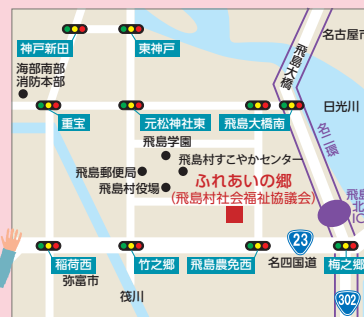 名古屋市
神戸新田
東神戸
飛島大橋
海部南部
消防本部
日光川
重宝
元松神社東
飛島大橋南
名二環
飛島学園
飛島村すこやかセンター
飛島郵便局
飛島村役場
ふれあいの郷
(飛島村社会福祉協議会)
飛島
北
IC
23
名四国道
稲荷西
竹之郷
飛島農免西
梅之郷
弥富市
筏川
302